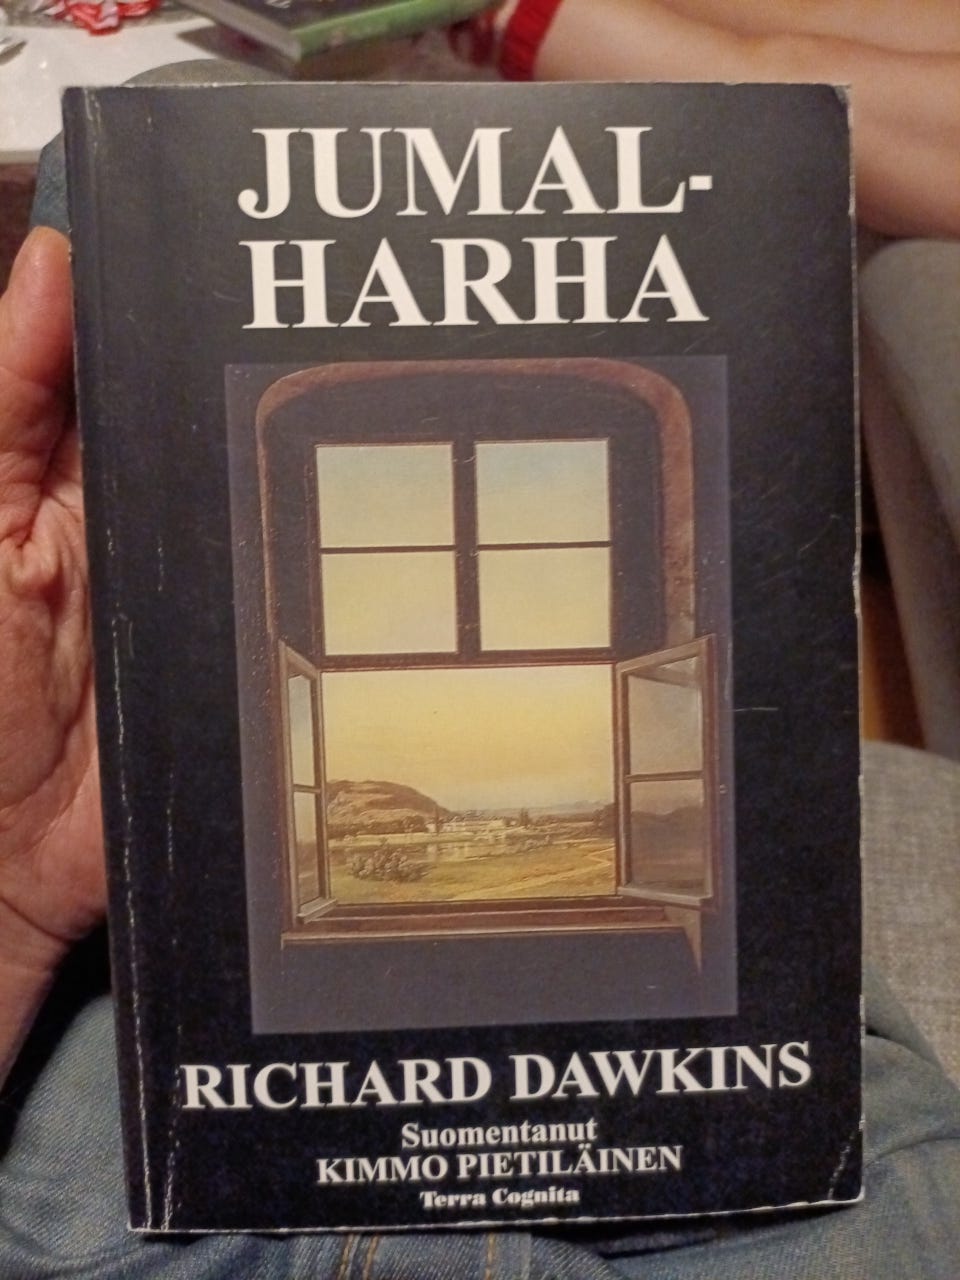 JUMAL-
HARHA
RICHARD DAWKINS
Suomentanut
KIMMO PIETILÄINEN
Terra Cognita